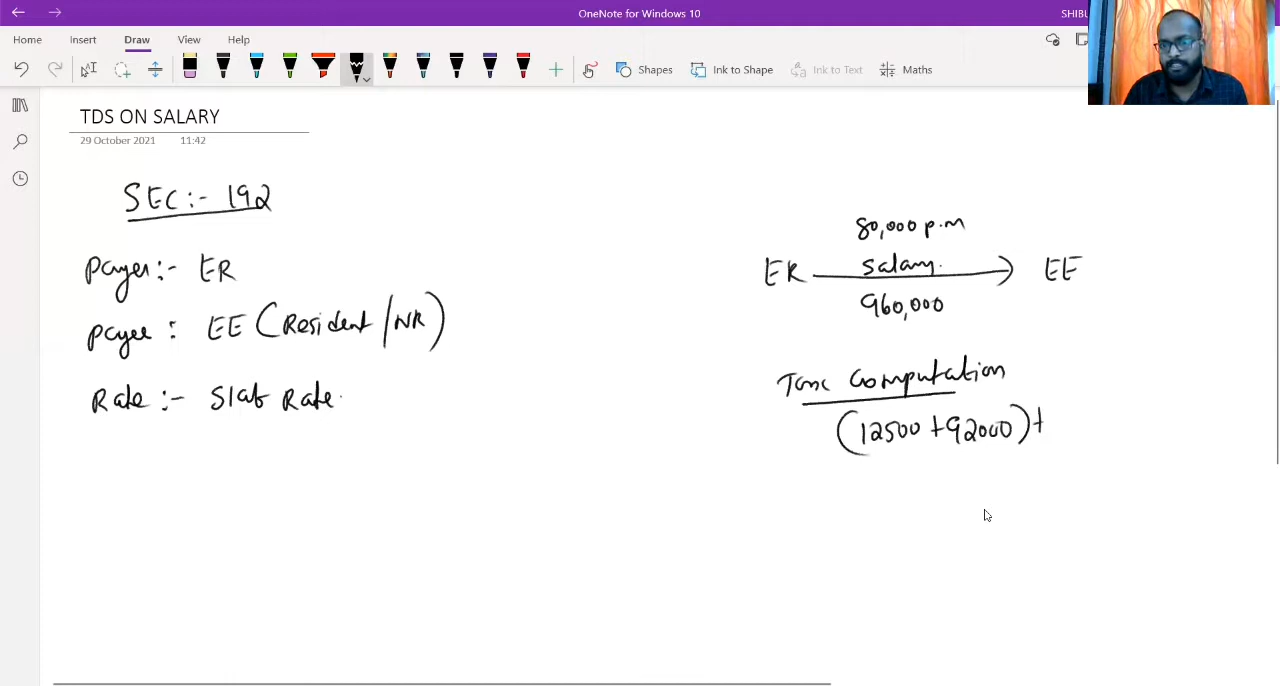 OneNote for Windows 10
SHIBU
Home Insert Draw View Help
Shapes Ink to Shape Ink to Text Maths
TDS ON SALARY
29 October 2021 11:42
SEC:- 192
Payer:- ER
Payee : EE (Resident/NR)
Rate:- Slab Rate.
80,000 p.m
ER salary. EE
960,000
Tax Computation
(12500 + 92000) +